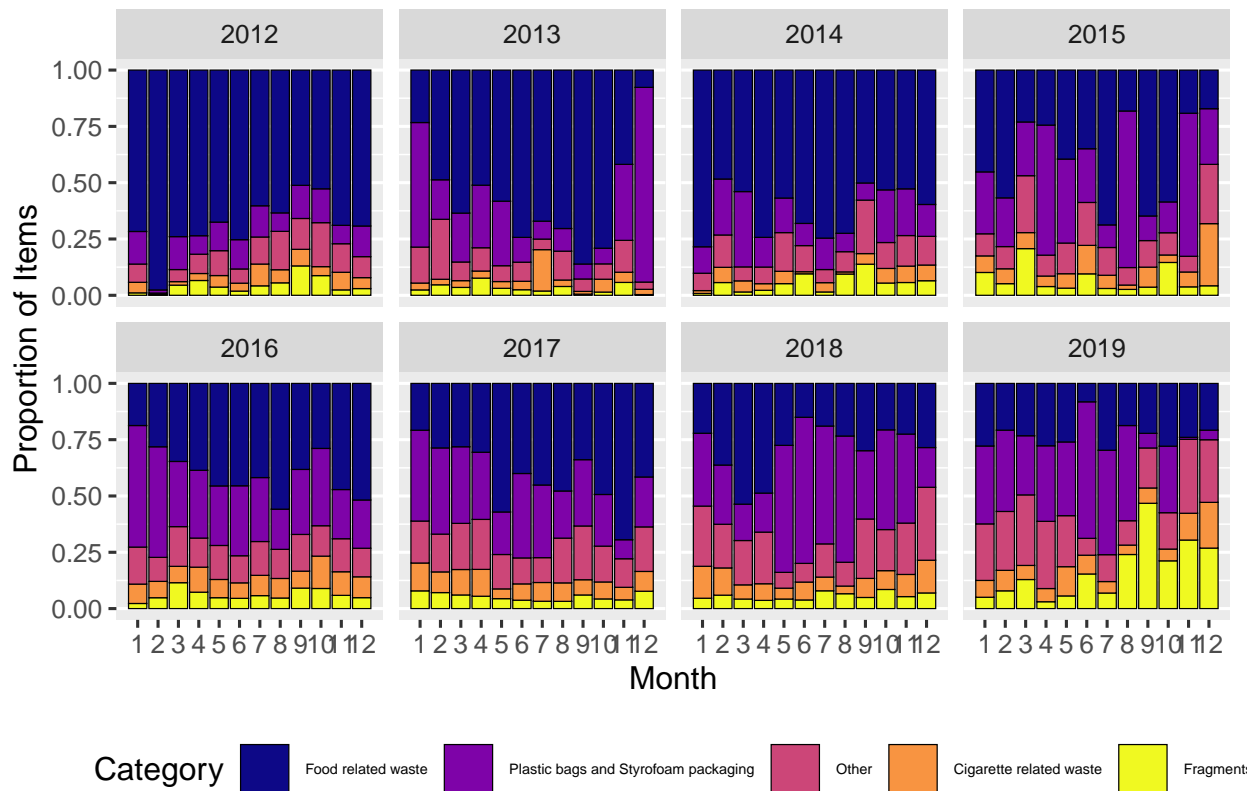 2012 2013 2014 2015
1.00
0.75
0.50
0.25
0.00
2016 2017 2018 2019
1.00
0.75
0.50
0.25
0.00
Proportion of Items
1 2 3 4 5 6 7 8 9 10 11 12 1 2 3 4 5 6 7 8 9 10 11 12 1 2 3 4 5 6 7 8 9 10 11 12 1 2 3 4 5 6 7 8 9 10 11 12
Month
Category Food related waste Plastic bags and Styrofoam packaging Other Cigarette related waste Fragments